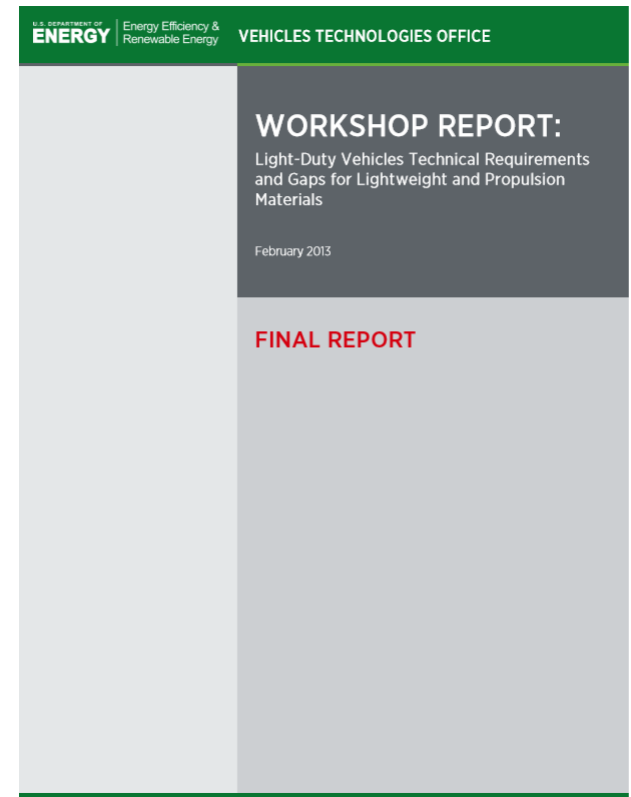 U.S. DEPARTMENT OF
ENERGY
Energy Efficiency &
Renewable Energy
VEHICLES TECHNOLOGIES OFFICE
WORKSHOP REPORT:
Light-Duty Vehicles Technical Requirements
and Gaps for Lightweight and Propulsion
Materials
February 2013
FINAL REPORT